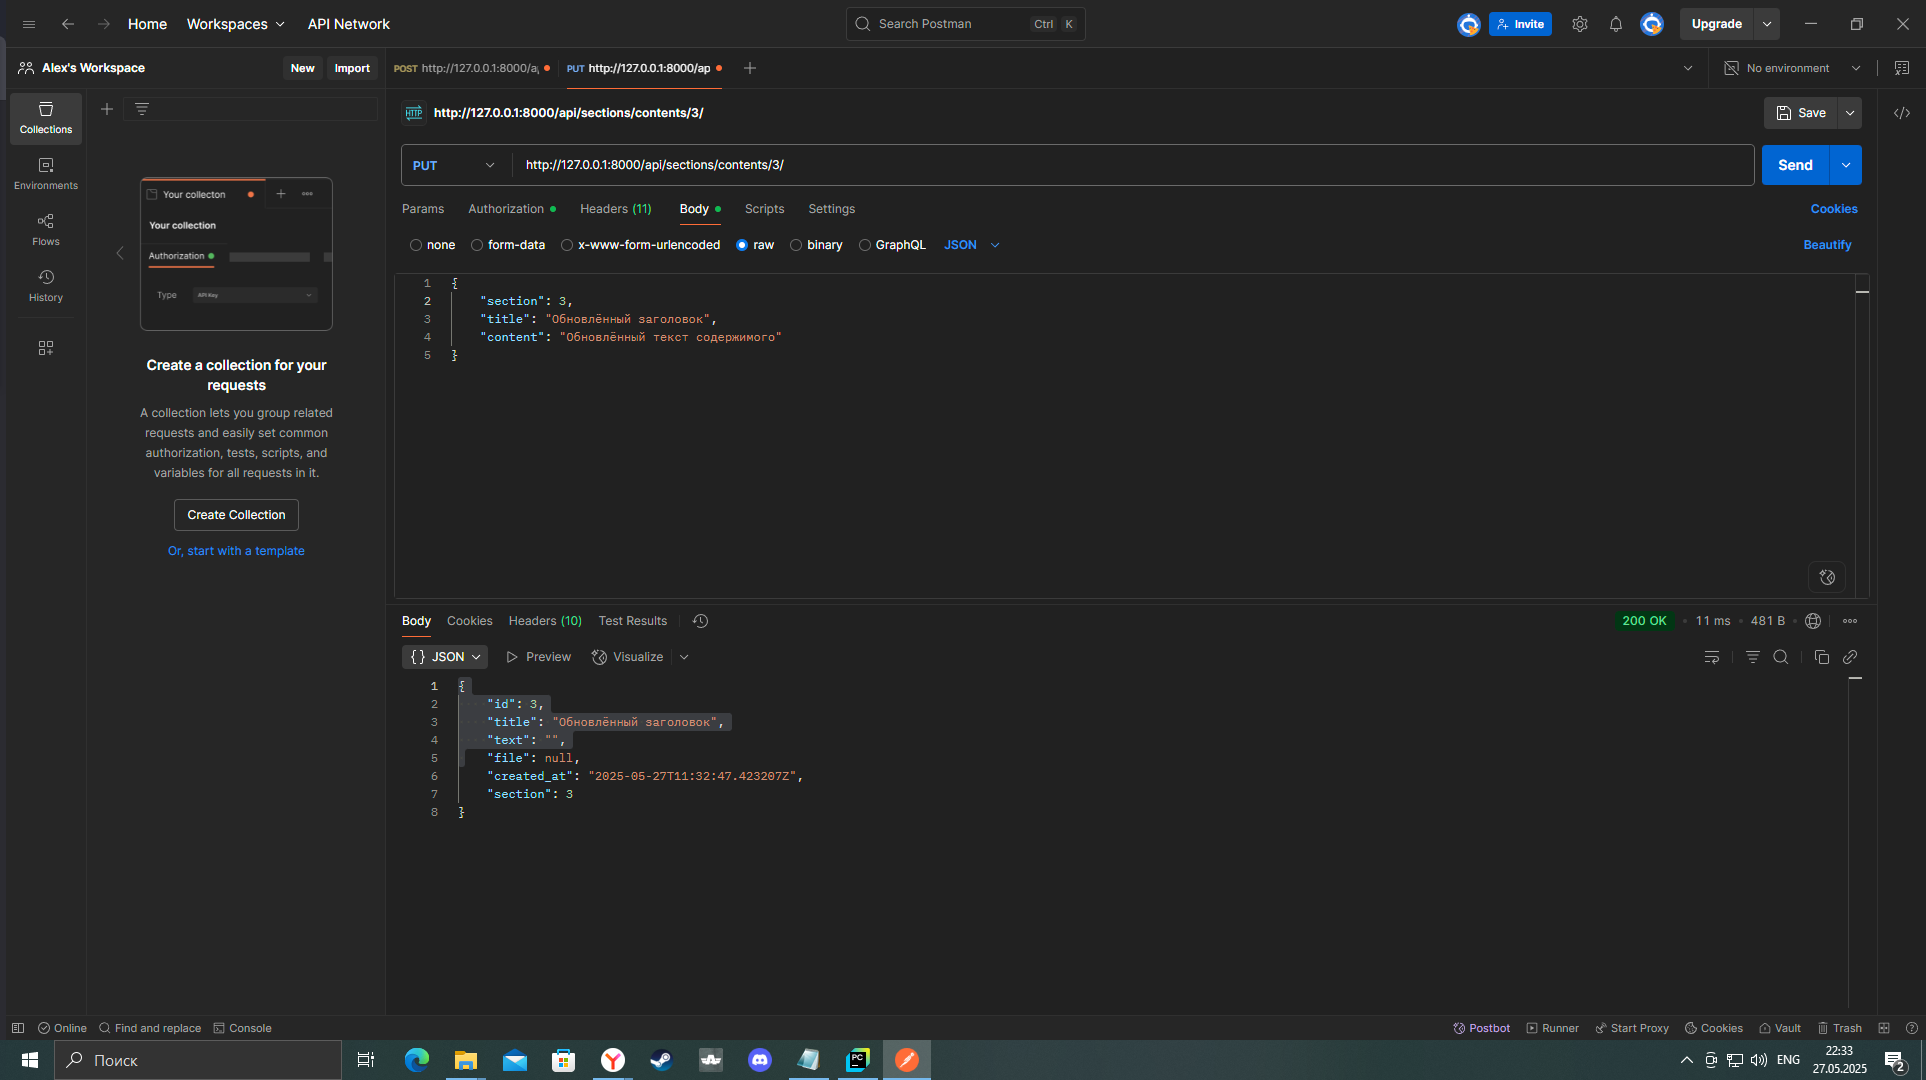 Home
Workspaces
API Network
Search Postman
Ctrl K
Invite
Upgrade
Alex's Workspace
New
Import
POST http://127.0.0.1:8000/a
PUT http://127.0.0.1:8000/ap
No environment
Collections
Environments
Flows
History
Your collecton
Your collection
Authorization
Type
API Key
Create a collection for your
requests
A collection lets you group related
requests and easily set common
authorization, tests, scripts, and
variables for all requests in it.
Create Collection
Or, start with a template
HTTP
http://127.0.0.1:8000/api/sections/contents/3/
Save
PUT
http://127.0.0.1:8000/api/sections/contents/3/
Send
Params
Authorization
Headers (11)
Body
Scripts
Settings
Cookies
none
form-data
x-www-form-urlencoded
raw
binary
GraphQL
JSON
Beautify
1 {
2 "section": 3,
3 "title": "Обновлённый заголовок",
4 "content": "Обновлённый текст содержимого"
5 }
Body
Cookies
Headers (10)
Test Results
200 OK
11 ms
481 B
{} JSON
Preview
Visualize
1 {
2 "id": 3,
3 "title": "Обновлённый заголовок",
4 "text": "",
5 "file": null,
6 "created_at": "2025-05-27T11:32:47.423207Z",
7 "section": 3
8 }
Online
Find and replace
Console
Postbot
Runner
Start Proxy
Cookies
Vault
Trash
Поиск
PC
ENG
22:33
27.05.2025
2